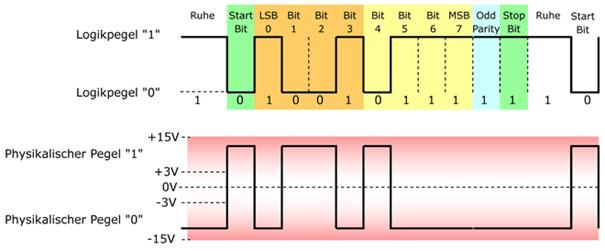 Ruhe Start LSB Bit Bit Bit Bit Bit Bit MSB Odd Stop Ruhe Start
Bit 0 1 2 3 4 5 6 7 Parity Bit Bit
Logikpegel "1"
Logikpegel "0"
1 0 1 0 0 1 0 1 1 1 1 1 1 0
+15V
Physikalischer Pegel "1"
+3V
0V
-3V
Physikalischer Pegel "0"
-15V